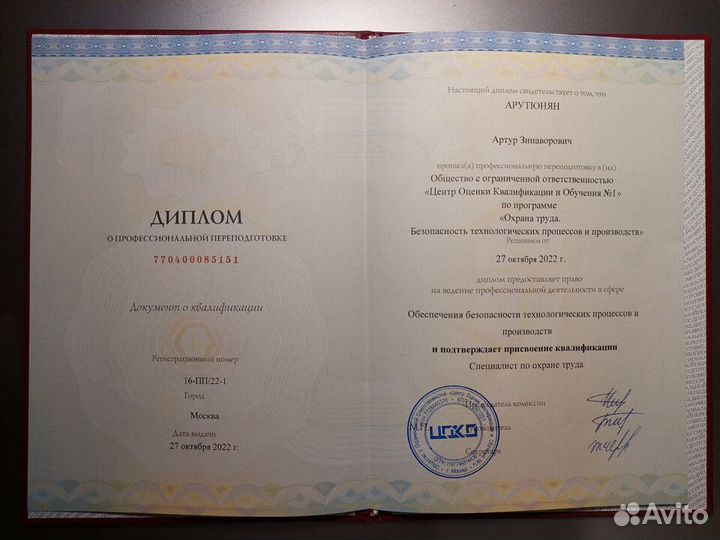 ДИПЛОМ
О ПРОФЕССИОНАЛЬНОЙ ПЕРЕПОДГОТОВКЕ
770400085151
Документ о квалификации
Регистрационный номер
16-ПП/22-1
Город
Москва
Дата выдачи
27 октября 2022 г.
Настоящий диплом свидетельствует о том, что
АРУТЮНЯН
Артур Зинаворович
прошел(а) профессиональную переподготовку в (на)
Общество с ограниченной ответственностью
«Центр Оценки Квалификации и Обучения №1»
по программе
«Охрана труда.
Безопасность технологических процессов и производств»
Решением от
27 октября 2022 г.
диплом предоставляет право
на ведение профессиональной деятельности в сфере
Обеспечения безопасности технологических процессов и
производств
и подтверждает присвоение квалификации
Специалист по охране труда
комиссии
М.П.
ЦОКО
Секретарь
Avito